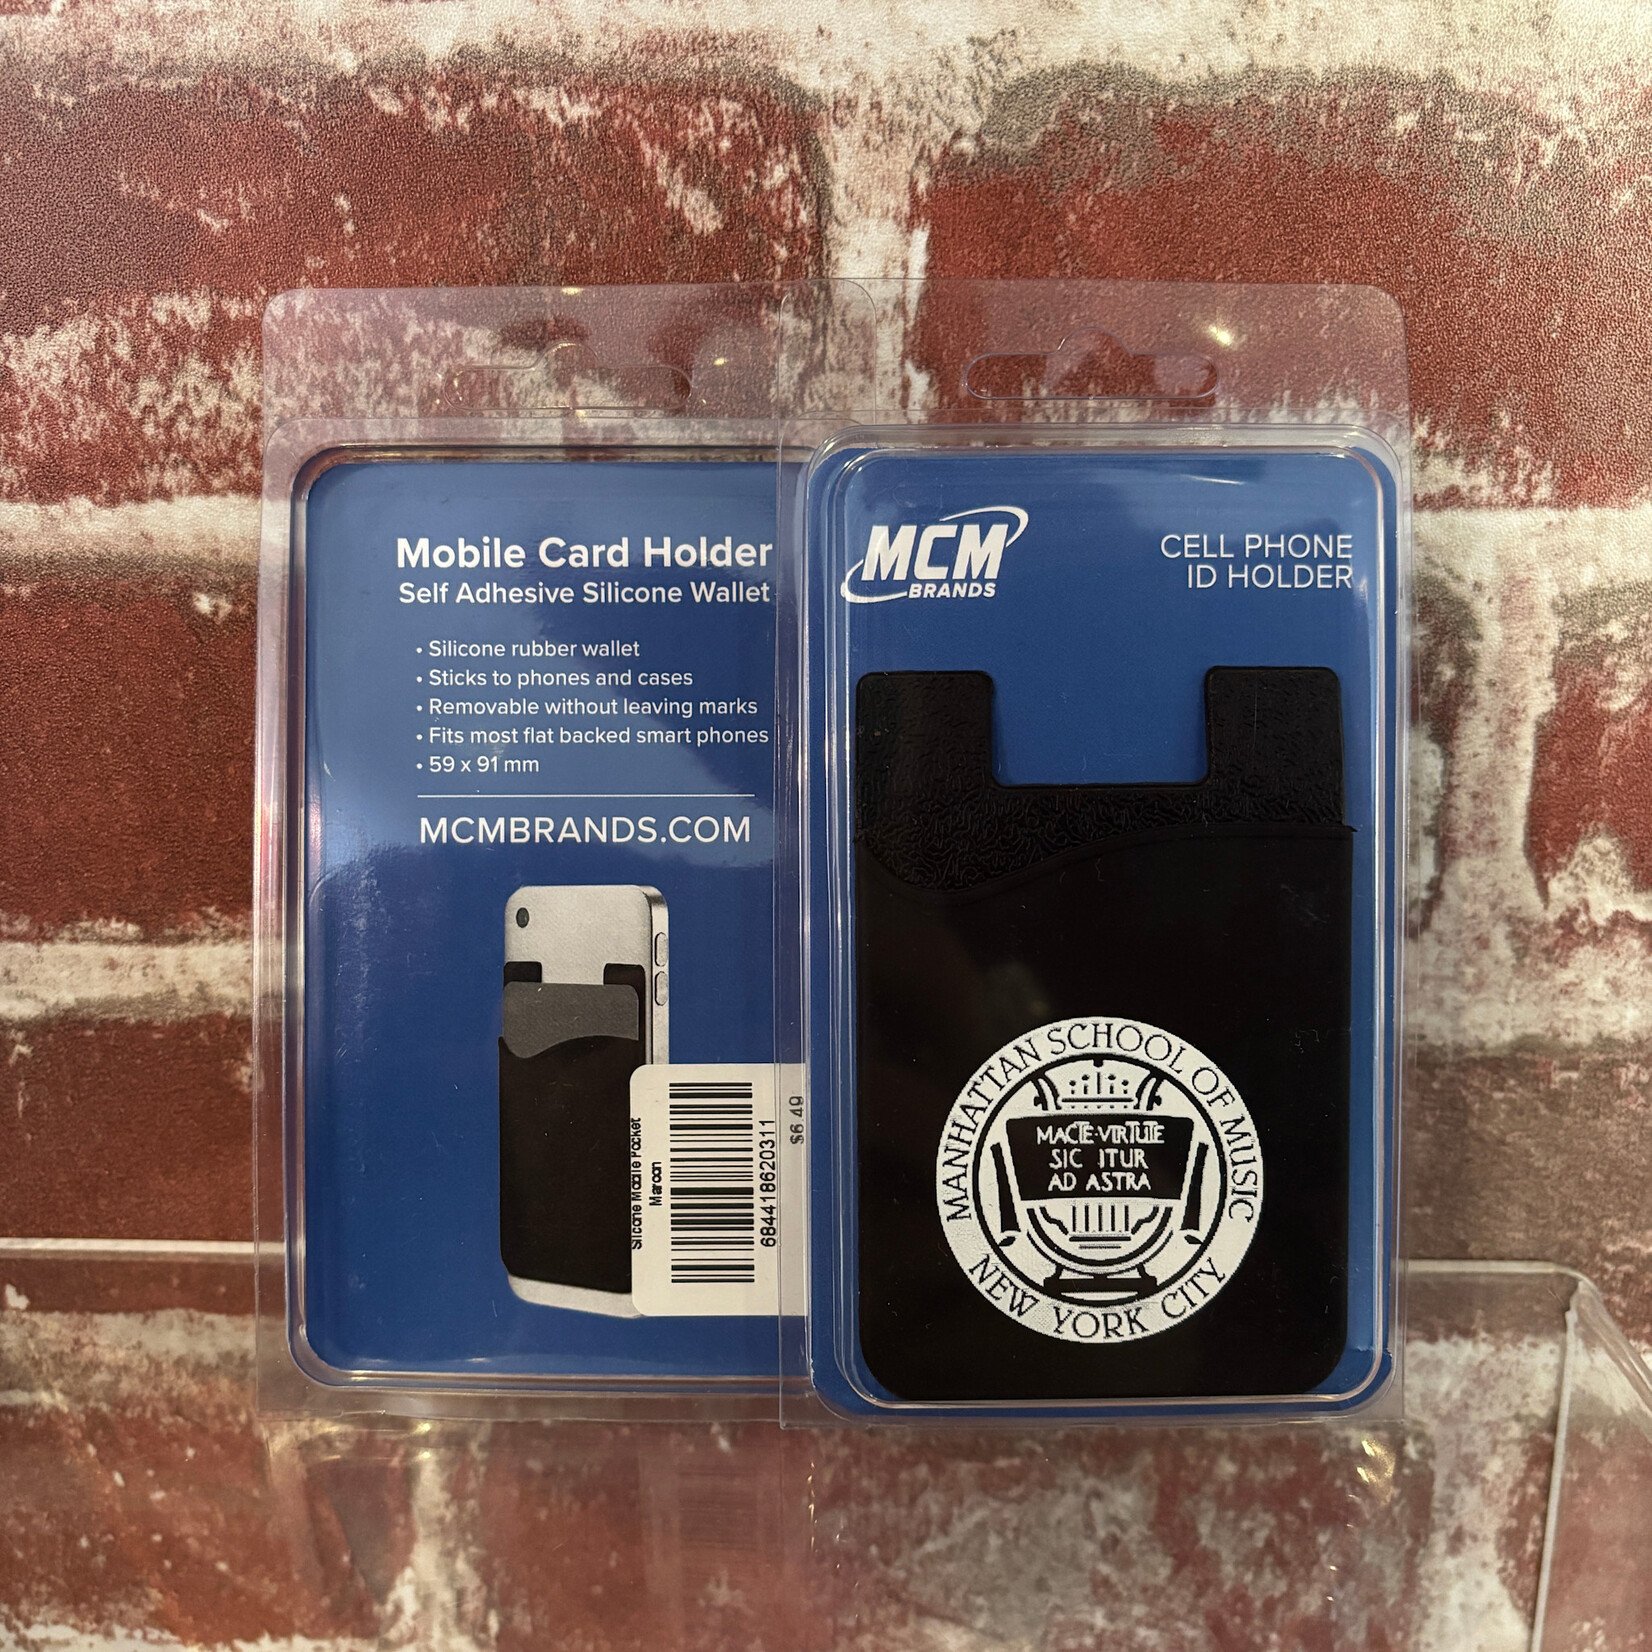 Mobile Card Holder
Self Adhesive Silicone Wallet
• Silicone rubber wallet
• Sticks to phones and cases
• Removable without leaving marks
• Fits most flat backed smart phones
• 59 x 91 mm
MCMBRANDS.COM
Silicone Mobile Pocket
Maroon
684418620311
$6.49
MCM
BRANDS
CELL PHONE
ID HOLDER
MANHATTAN SCHOOL OF MUSIC
MACTE·VIRTUTE
SIC ITUR
AD ASTRA
NEW YORK CITY